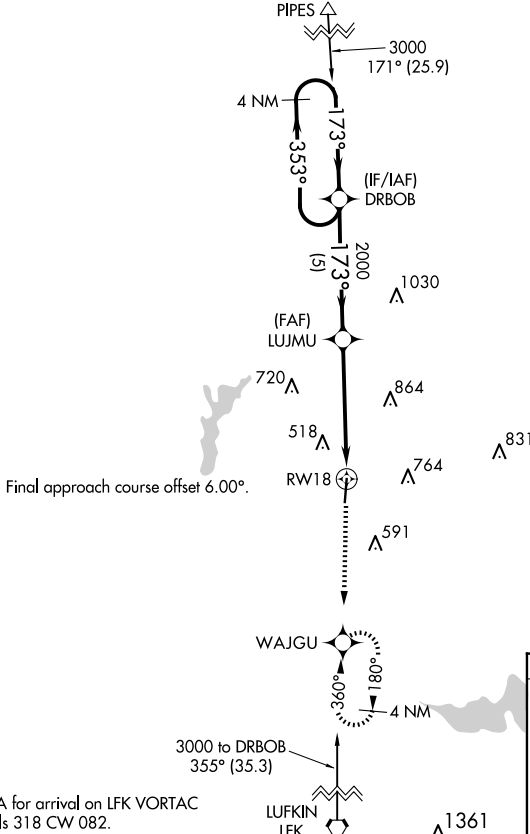 PIPES
3000
171° (25.9)
4 NM
173°
353°
(IF/IAF)
DRBOB
2000
173°
(5)
1030
(FAF)
LUJMU
720
864
518
831
RW18
764
Final approach course offset 6.00°.
591
WAJGU
360°
180°
4 NM
3000 to DRBOB
355° (35.3)
A for arrival on LFK VORTAC
ls 318 CW 082.
LUFKIN
LFK
1361